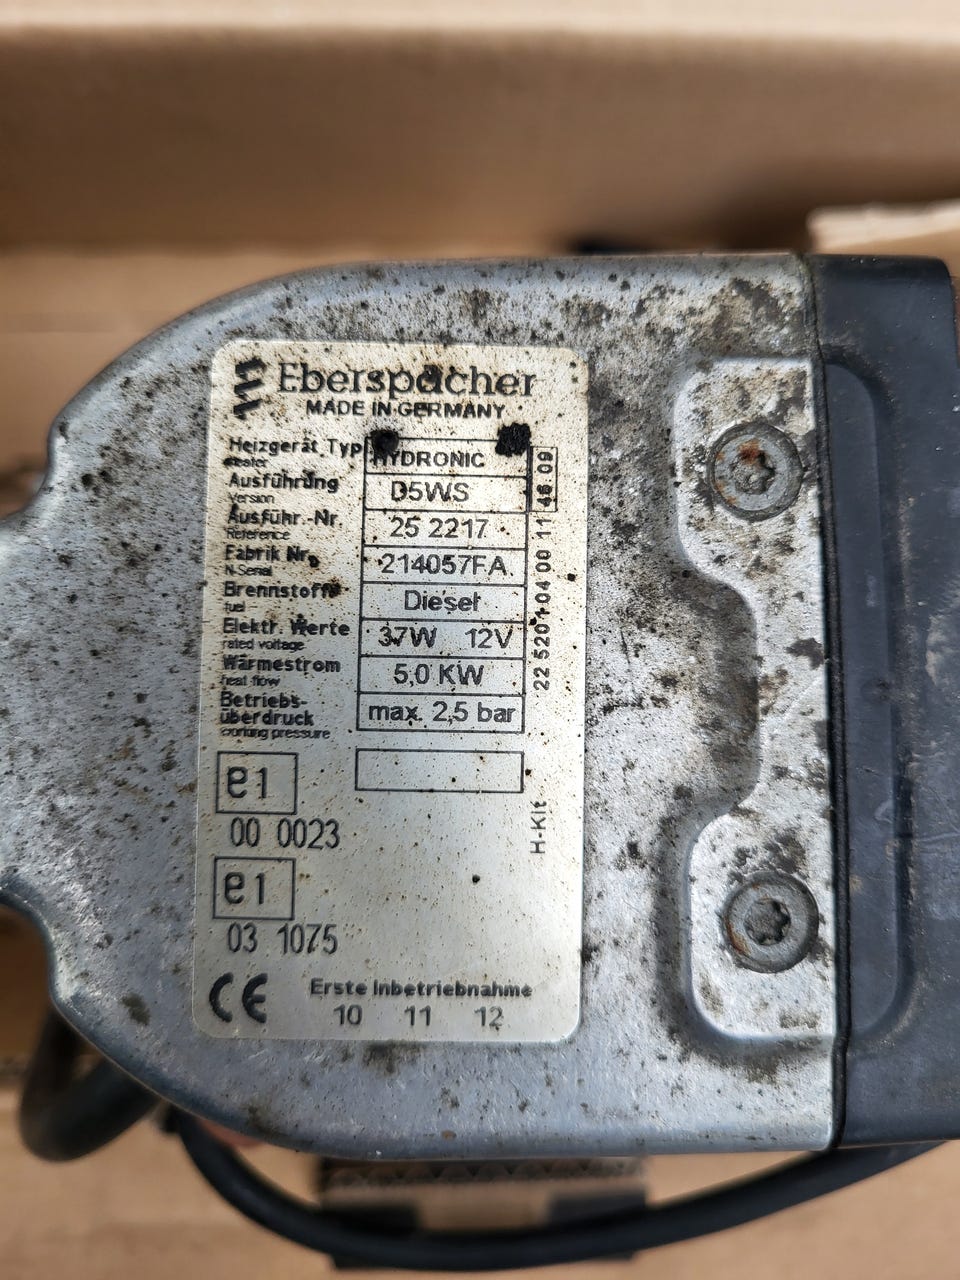 Eberspächer
MADE IN GERMANY
Heizgerät Typ HYDRONIC
Heater
Ausführung D5WS
Version
Ausführ.-Nr. 25 2217
Reference
Fabrik Nr. 214057FA
N-Serial
Brennstoff Diesel
fuel
Elektr. Werte 37W 12V
rated voltage
Wärmestrom 5,0 KW
heat flow
Betriebs-
überdruck max. 2,5 bar
working pressure
e1
00 0023
e1
03 1075
CE
Erste Inbetriebnahme
10 11 12
22 5201 04 00 11 46 09
H-Kit